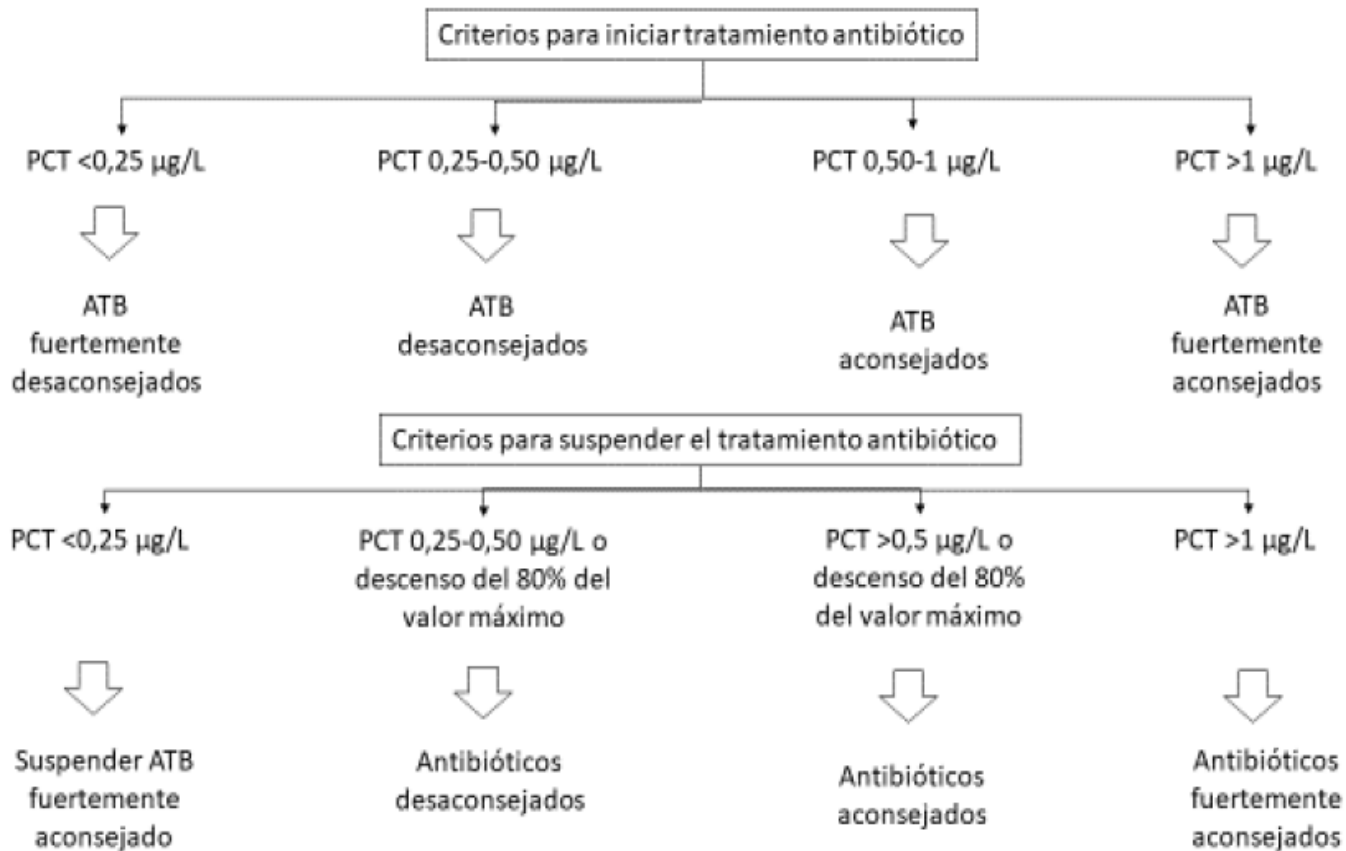 Criterios para iniciar tratamiento antibiótico
PCT <0,25 µg/L
PCT 0,25-0,50 µg/L
PCT 0,50-1 µg/L
PCT >1 µg/L
ATB
fuertemente
desaconsejados
ATB
desaconsejados
ATB
aconsejados
ATB
fuertemente
aconsejados
Criterios para suspender el tratamiento antibiótico
PCT <0,25 µg/L
PCT 0,25-0,50 µg/L o
descenso del 80% del
valor máximo
PCT >0,5 µg/L o
descenso del 80%
del valor máximo
PCT >1 µg/L
Suspender ATB
fuertemente
aconsejado
Antibióticos
desaconsejados
Antibióticos
aconsejados
Antibióticos
fuertemente
aconsejados